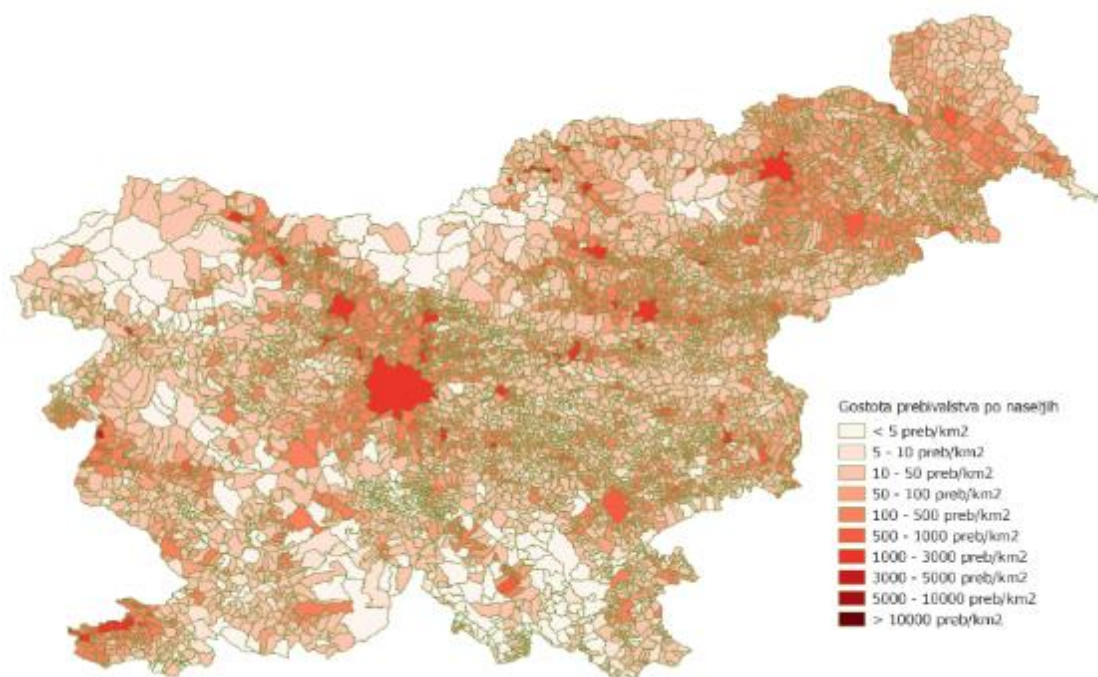 Gostota prebivalstva po naseljih
< 5 preb/km2
5 - 10 preb/km2
10 - 50 preb/km2
50 - 100 preb/km2
100 - 500 preb/km2
500 - 1000 preb/km2
1000 - 3000 preb/km2
3000 - 5000 preb/km2
5000 - 10000 preb/km2
> 10000 preb/km2